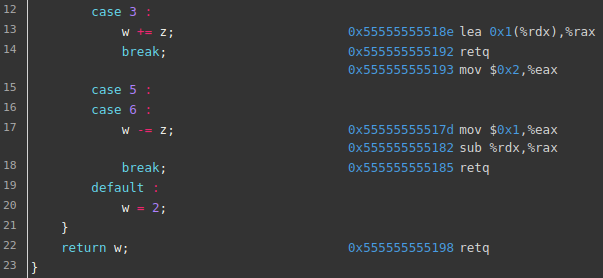 12 case 3 :
13 w += z; 0x55555555518e lea 0x1(%rdx),%rax
14 break; 0x555555555192 retq
0x555555555193 mov $0x2,%eax
15 case 5 :
16 case 6 :
17 w -= z; 0x55555555517d mov $0x1,%eax
0x555555555182 sub %rdx,%rax
18 break; 0x555555555185 retq
19 default :
20 w = 2;
21 }
22 return w; 0x555555555198 retq
23 }